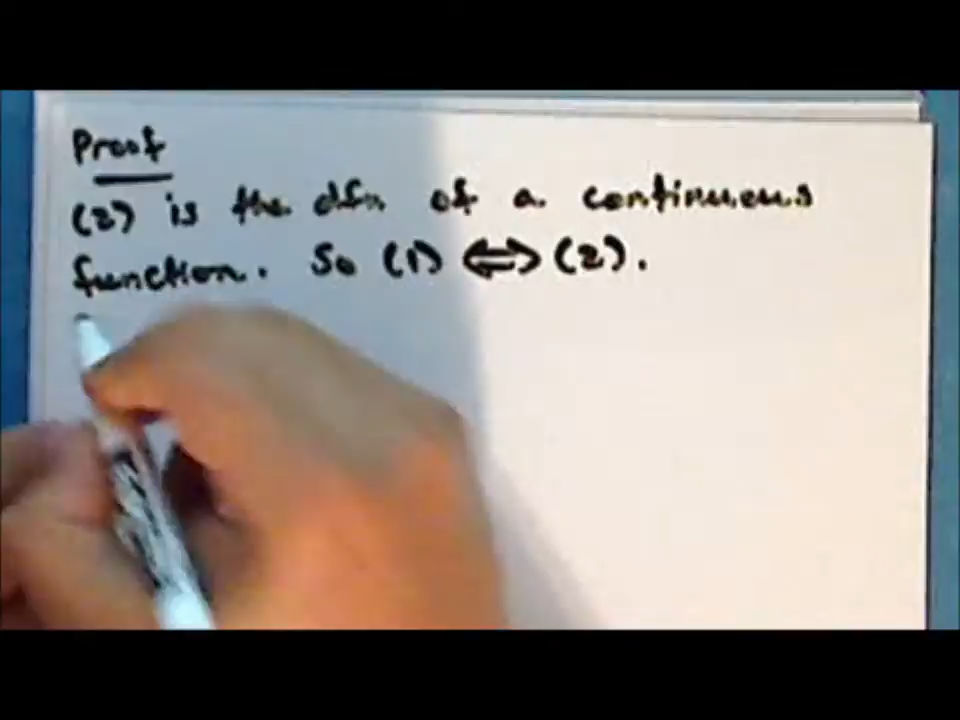 Proof
(2) is the dfn of a continuous
function. So (1) ⟺ (2).